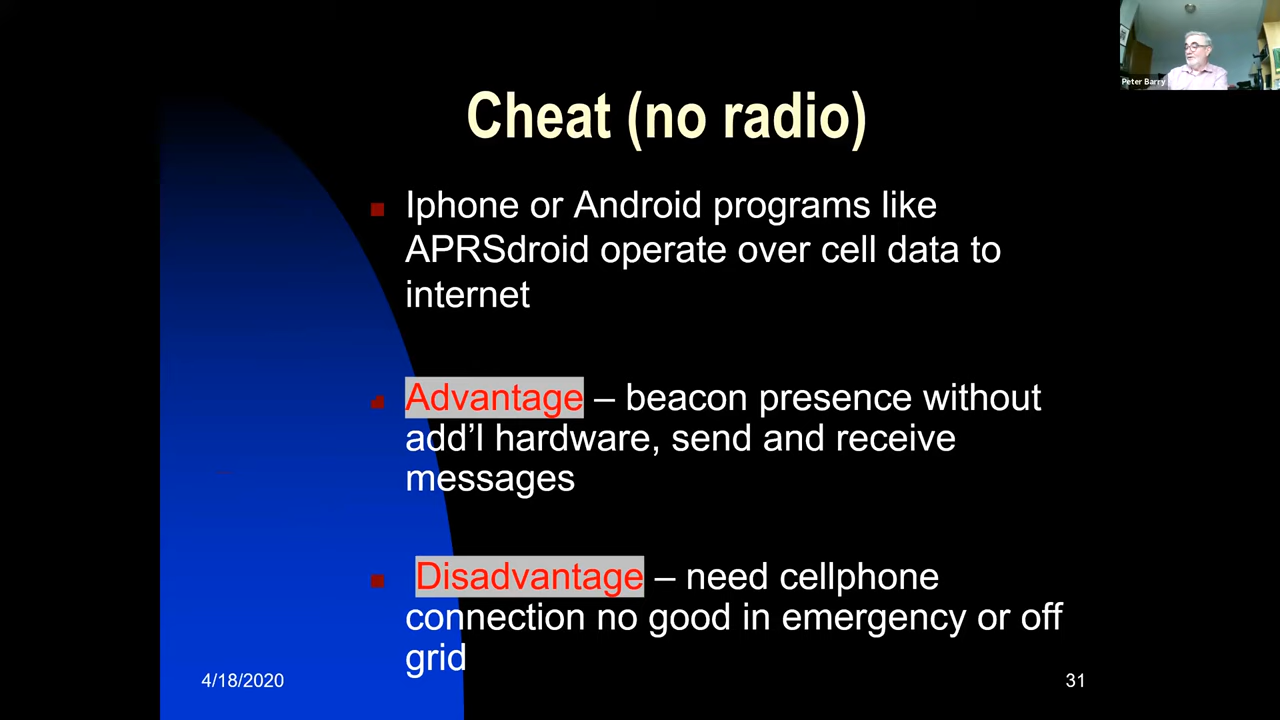 Peter Barry
Cheat (no radio)
Iphone or Android programs like
APRSdroid operate over cell data to
internet
Advantage – beacon presence without
add’l hardware, send and receive
messages
Disadvantage – need cellphone
connection no good in emergency or off
grid
4/18/2020
31